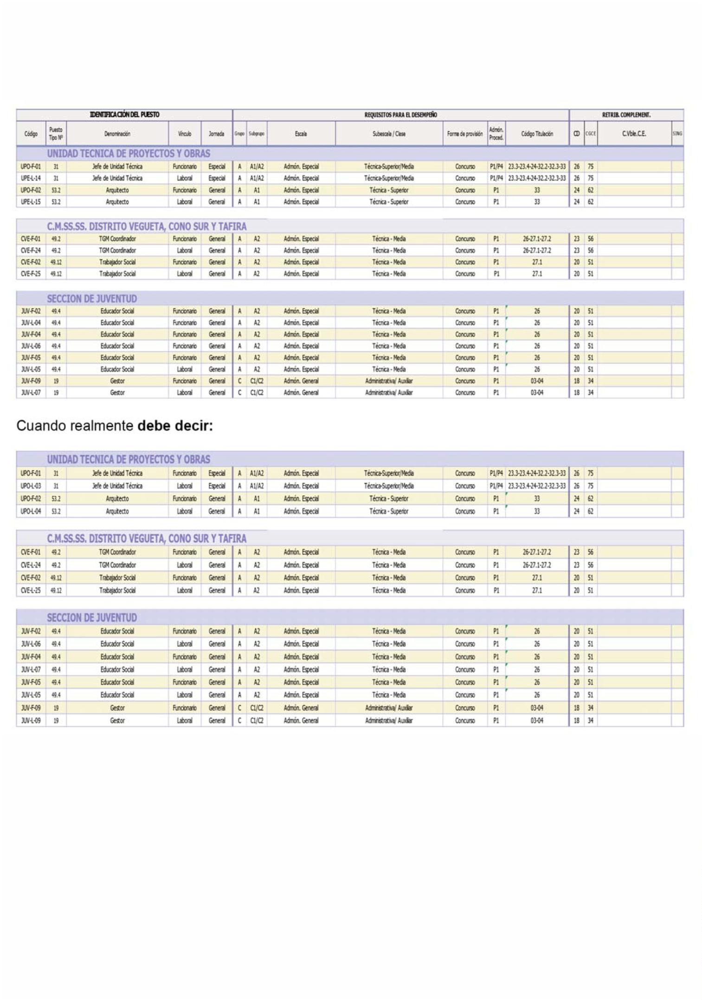 IDENTIFICACIÓN DEL PUESTO REQUISITOS PARA EL DESEMPEÑO RETRIB. COMPLEMENT.
Código Puesto Tipo Nº Denominación Vínculo Jornada Grupo Subgrupo Escala Subescala / Clase Forma de provisión Admón. Proced. Código Titulación CD CGCE C.Vble.C.E. SING
UNIDAD TECNICA DE PROYECTOS Y OBRAS
UPO-F-01 31 Jefe de Unidad Técnica Funcionario Especial A A1/A2 Admón. Especial Técnica-Superior/Media Concurso P1/P4 23.3-23.4-24-32.2-32.3-33 26 75
UPE-L-14 31 Jefe de Unidad Técnica Laboral Especial A A1/A2 Admón. Especial Técnica-Superior/Media Concurso P1/P4 23.3-23.4-24-32.2-32.3-33 26 75
UPO-F-02 53.2 Arquitecto Funcionario General A A1 Admón. Especial Técnica - Superior Concurso P1 33 24 62
UPE-L-15 53.2 Arquitecto Laboral General A A1 Admón. Especial Técnica - Superior Concurso P1 33 24 62
C.M.SS.SS. DISTRITO VEGUETA, CONO SUR Y TAFIRA
CVE-F-01 49.2 TGM Coordinador Funcionario General A A2 Admón. Especial Técnica - Media Concurso P1 26-27.1-27.2 23 56
CVE-F-24 49.2 TGM Coordinador Laboral General A A2 Admón. Especial Técnica - Media Concurso P1 26-27.1-27.2 23 56
CVE-F-02 49.12 Trabajador Social Funcionario General A A2 Admón. Especial Técnica - Media Concurso P1 27.1 20 51
CVE-F-25 49.12 Trabajador Social Laboral General A A2 Admón. Especial Técnica - Media Concurso P1 27.1 20 51
SECCION DE JUVENTUD
JUV-F-02 49.4 Educador Social Funcionario General A A2 Admón. Especial Técnica - Media Concurso P1 26 20 51
JUV-L-04 49.4 Educador Social Funcionario General A A2 Admón. Especial Técnica - Media Concurso P1 26 20 51
JUV-F-04 49.4 Educador Social Funcionario General A A2 Admón. Especial Técnica - Media Concurso P1 26 20 51
JUV-L-06 49.4 Educador Social Funcionario General A A2 Admón. Especial Técnica - Media Concurso P1 26 20 51
JUV-F-05 49.4 Educador Social Funcionario General A A2 Admón. Especial Técnica - Media Concurso P1 26 20 51
JUV-L-05 49.4 Educador Social Laboral General A A2 Admón. Especial Técnica - Media Concurso P1 26 20 51
JUV-F-09 19 Gestor Funcionario General C C1/C2 Admón. General Administrativa/ Auxiliar Concurso P1 03-04 18 34
JUV-L-07 19 Gestor Laboral General C C1/C2 Admón. General Administrativa/ Auxiliar Concurso P1 03-04 18 34
Cuando realmente debe decir:
UNIDAD TECNICA DE PROYECTOS Y OBRAS
UPO-F-01 31 Jefe de Unidad Técnica Funcionario Especial A A1/A2 Admón. Especial Técnica-Superior/Media Concurso P1/P4 23.3-23.4-24-32.2-32.3-33 26 75
UPO-L-03 31 Jefe de Unidad Técnica Laboral Especial A A1/A2 Admón. Especial Técnica-Superior/Media Concurso P1/P4 23.3-23.4-24-32.2-32.3-33 26 75
UPO-F-02 53.2 Arquitecto Funcionario General A A1 Admón. Especial Técnica - Superior Concurso P1 33 24 62
UPO-L-04 53.2 Arquitecto Laboral General A A1 Admón. Especial Técnica - Superior Concurso P1 33 24 62
C.M.SS.SS. DISTRITO VEGUETA, CONO SUR Y TAFIRA
CVE-F-01 49.2 TGM Coordinador Funcionario General A A2 Admón. Especial Técnica - Media Concurso P1 26-27.1-27.2 23 56
CVE-L-24 49.2 TGM Coordinador Laboral General A A2 Admón. Especial Técnica - Media Concurso P1 26-27.1-27.2 23 56
CVE-F-02 49.12 Trabajador Social Funcionario General A A2 Admón. Especial Técnica - Media Concurso P1 27.1 20 51
CVE-L-25 49.12 Trabajador Social Laboral General A A2 Admón. Especial Técnica - Media Concurso P1 27.1 20 51
SECCION DE JUVENTUD
JUV-F-02 49.4 Educador Social Funcionario General A A2 Admón. Especial Técnica - Media Concurso P1 26 20 51
JUV-L-06 49.4 Educador Social Laboral General A A2 Admón. Especial Técnica - Media Concurso P1 26 20 51
JUV-F-04 49.4 Educador Social Funcionario General A A2 Admón. Especial Técnica - Media Concurso P1 26 20 51
JUV-L-07 49.4 Educador Social Laboral General A A2 Admón. Especial Técnica - Media Concurso P1 26 20 51
JUV-F-05 49.4 Educador Social Funcionario General A A2 Admón. Especial Técnica - Media Concurso P1 26 20 51
JUV-L-05 49.4 Educador Social Laboral General A A2 Admón. Especial Técnica - Media Concurso P1 26 20 51
JUV-F-09 19 Gestor Funcionario General C C1/C2 Admón. General Administrativa/ Auxiliar Concurso P1 03-04 18 34
JUV-L-09 19 Gestor Laboral General C C1/C2 Admón. General Administrativa/ Auxiliar Concurso P1 03-04 18 34